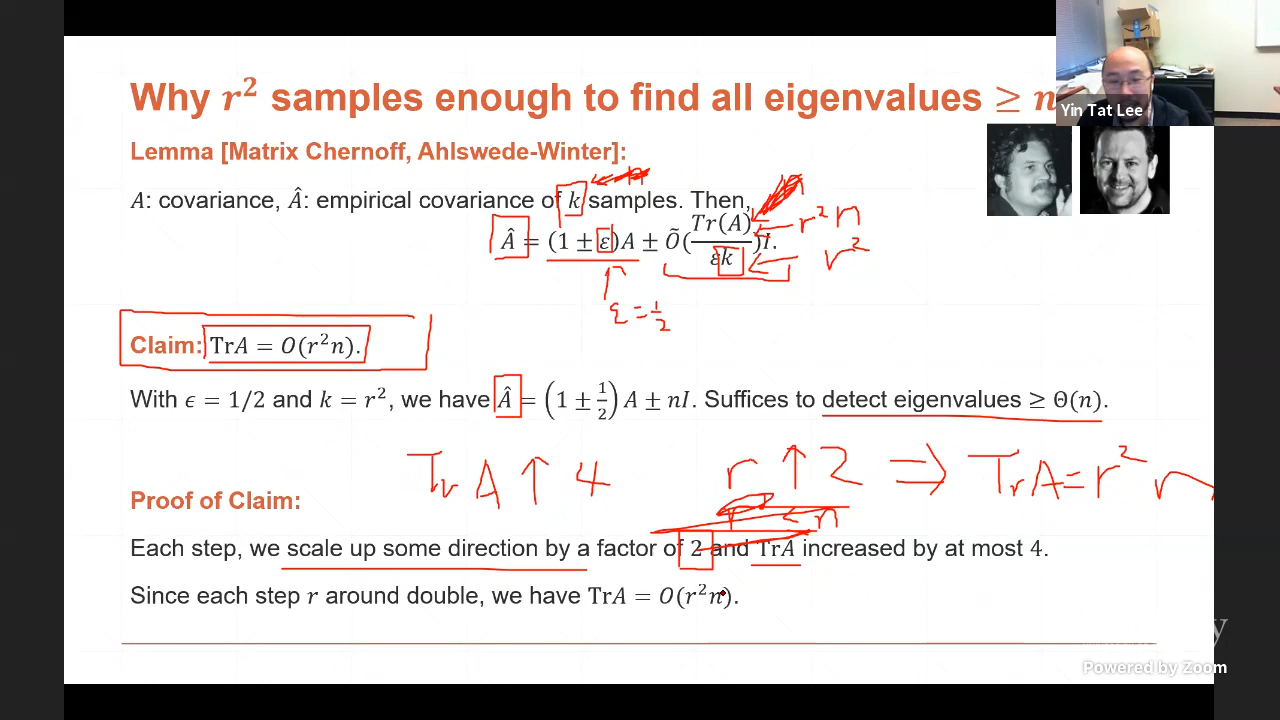 Why r² samples enough to find all eigenvalues ≥ n
Yin Tat Lee
Lemma [Matrix Chernoff, Ahlswede-Winter]:
A: covariance, Â: empirical covariance of k samples. Then,
Â = (1 ± ε)A ± Õ(Tr(A)/εk)I.
r²n
r²
ε = 1/2
Claim: TrA = O(r²n).
With ϵ = 1/2 and k = r², we have Â = (1 ± 1/2) A ± nI. Suffices to detect eigenvalues ≥ Θ(n).
Tr A ↑ 4 r ↑ 2 ⇒ TrA = r² n
Proof of Claim:
Each step, we scale up some direction by a factor of 2 and TrA increased by at most 4.
Since each step r around double, we have TrA = O(r²n).
Powered by Zoom